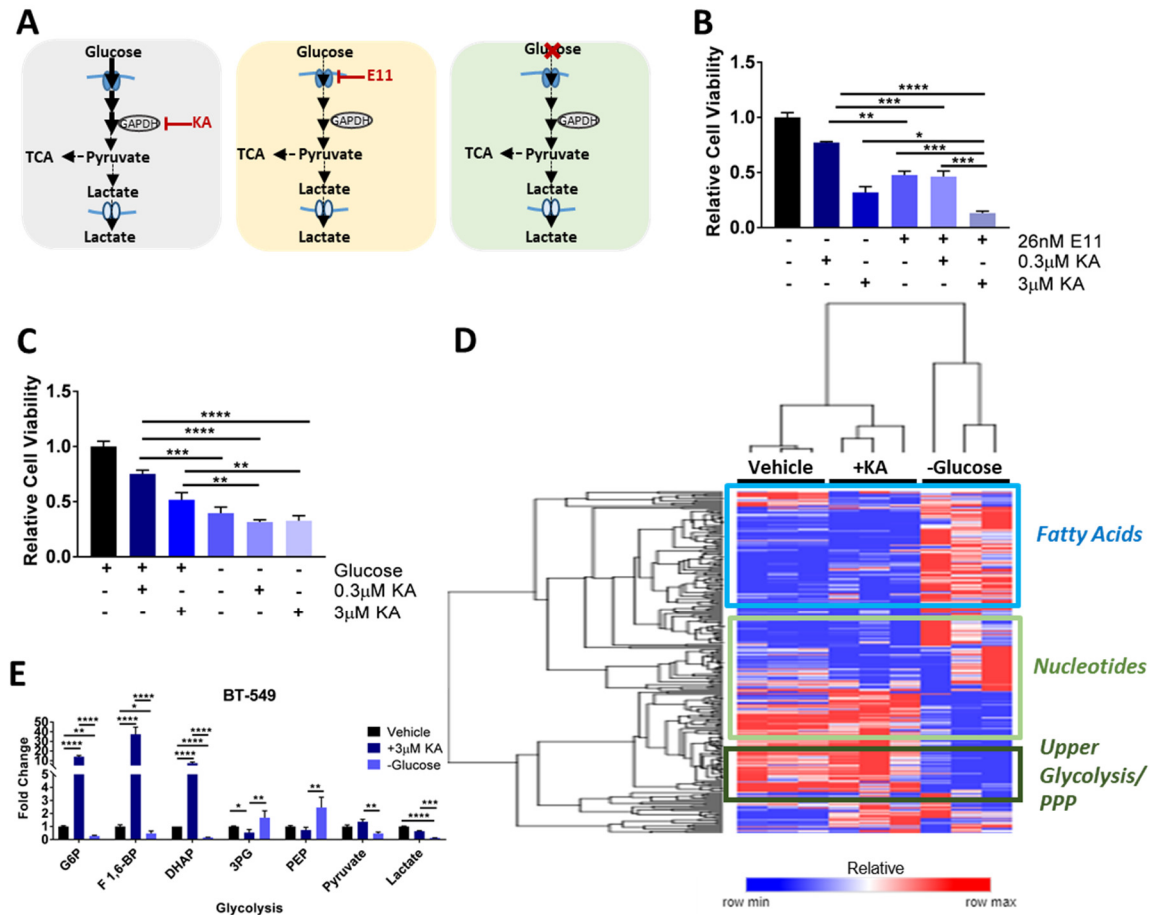 A
Glucose
GAPDH
KA
TCA
Pyruvate
Lactate
Lactate
Glucose
E11
GAPDH
TCA
Pyruvate
Lactate
Lactate
Glucose
GAPDH
TCA
Pyruvate
Lactate
Lactate
B
Relative Cell Viability
1.5
1.0
0.5
0.0
****
***
**
*
***
***
- - - + + + 26nM E11
- + - - + - 0.3μM KA
- - + - - + 3μM KA
C
Relative Cell Viability
1.5
1.0
0.5
0.0
****
****
***
**
**
+ + + - - - Glucose
- + - - + - 0.3μM KA
- - + - - + 3μM KA
D
Vehicle +KA -Glucose
Fatty Acids
Nucleotides
Upper
Glycolysis/
PPP
Relative
row min row max
E
BT-549
Fold Change
50
40
30
20
10
5
4
3
2
1
0
****
**
****
****
*
****
****
****
****
*
**
**
**
***
****
Vehicle
+3μM KA
-Glucose
G6P
F 1,6-BP
DHAP
3PG
PEP
Pyruvate
Lactate
Glycolysis